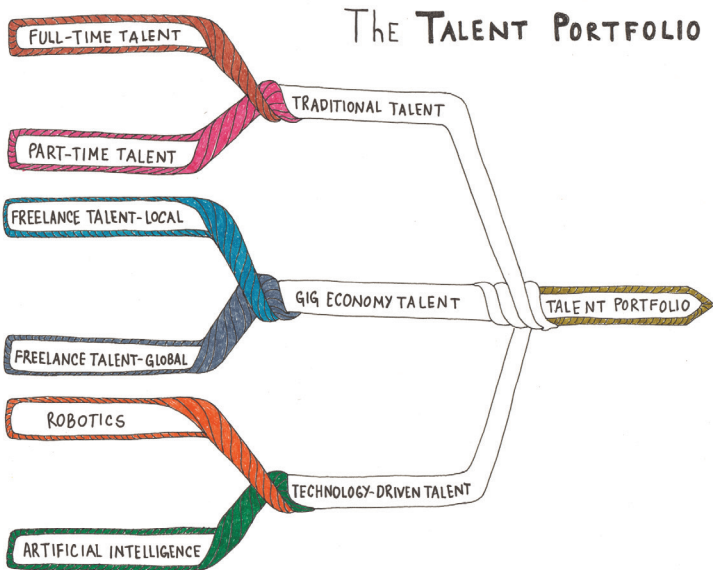 The TALENT PORTFOLIO
FULL-TIME TALENT
PART-TIME TALENT
TRADITIONAL TALENT
FREELANCE TALENT-LOCAL
FREELANCE TALENT-GLOBAL
GIG ECONOMY TALENT
ROBOTICS
ARTIFICIAL INTELLIGENCE
TECHNOLOGY-DRIVEN TALENT
TALENT PORTFOLIO